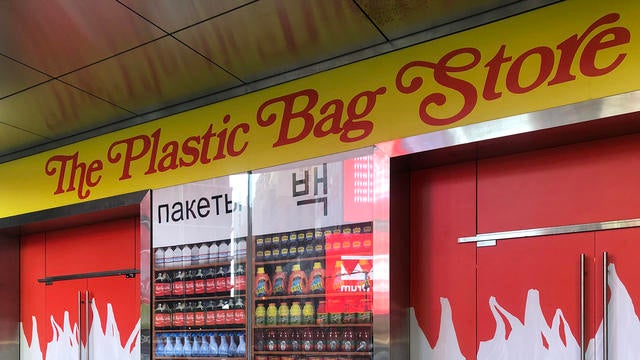 The Plastic Bag Store
пакеты
백